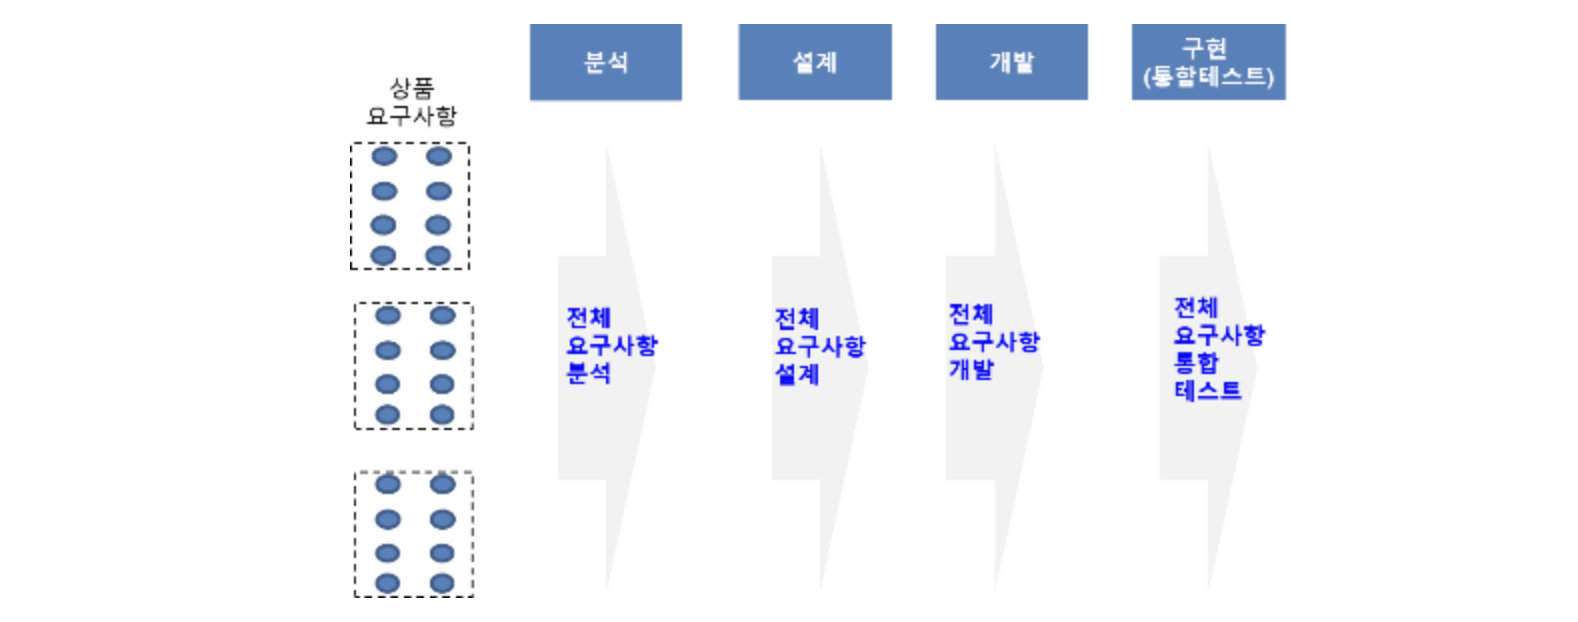 분석
설계
개발
구현
(통합테스트)
상품
요구사항
전체
요구사항
분석
전체
요구사항
설계
전체
요구사항
개발
전체
요구사항
통합
테스트